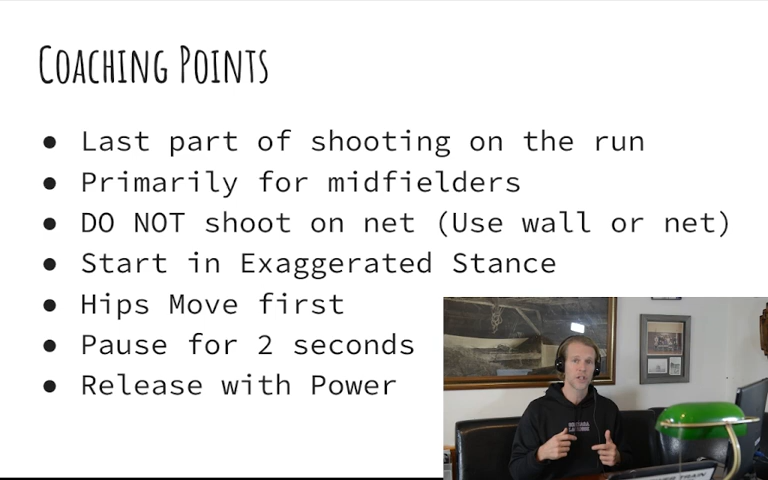 Coaching Points
● Last part of shooting on the run
● Primarily for midfielders
● DO NOT shoot on net (Use wall or net)
● Start in Exaggerated Stance
● Hips Move first
● Pause for 2 seconds
● Release with Power